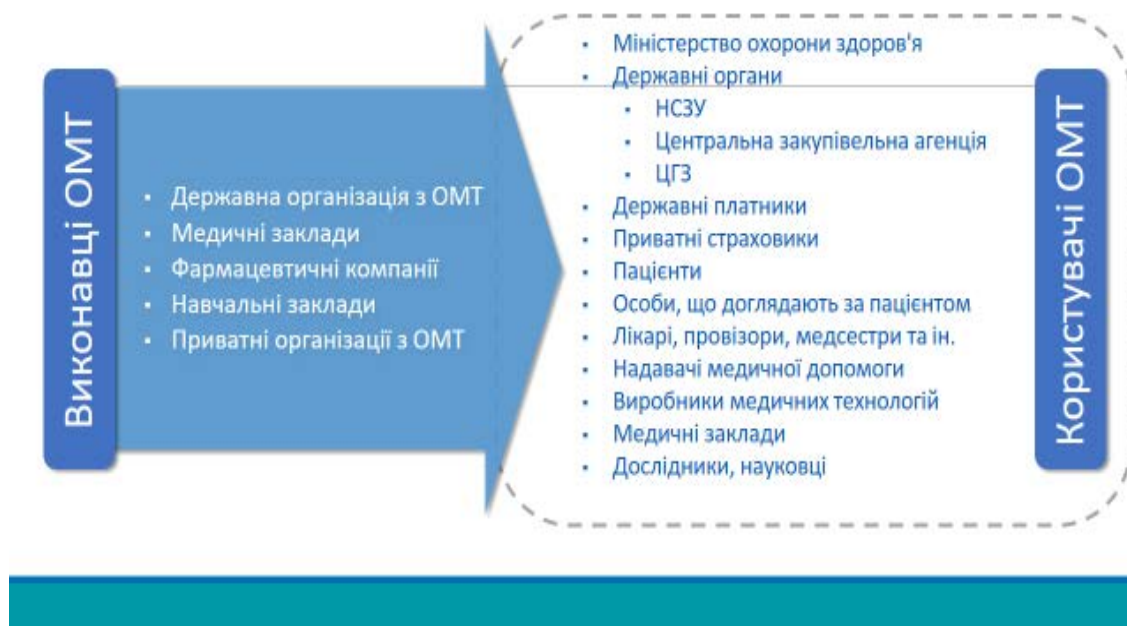 Виконавці ОМТ
▪ Державна організація з ОМТ
▪ Медичні заклади
▪ Фармацевтичні компанії
▪ Навчальні заклади
▪ Приватні організації з ОМТ
▪ Міністерство охорони здоров'я
▪ Державні органи
▪ НСЗУ
▪ Центральна закупівельна агенція
▪ ЦГЗ
▪ Державні платники
▪ Приватні страховики
▪ Пацієнти
▪ Особи, що доглядають за пацієнтом
▪ Лікарі, провізори, медсестри та ін.
▪ Надавачі медичної допомоги
▪ Виробники медичних технологій
▪ Медичні заклади
▪ Дослідники, науковці
Користувачі ОМТ